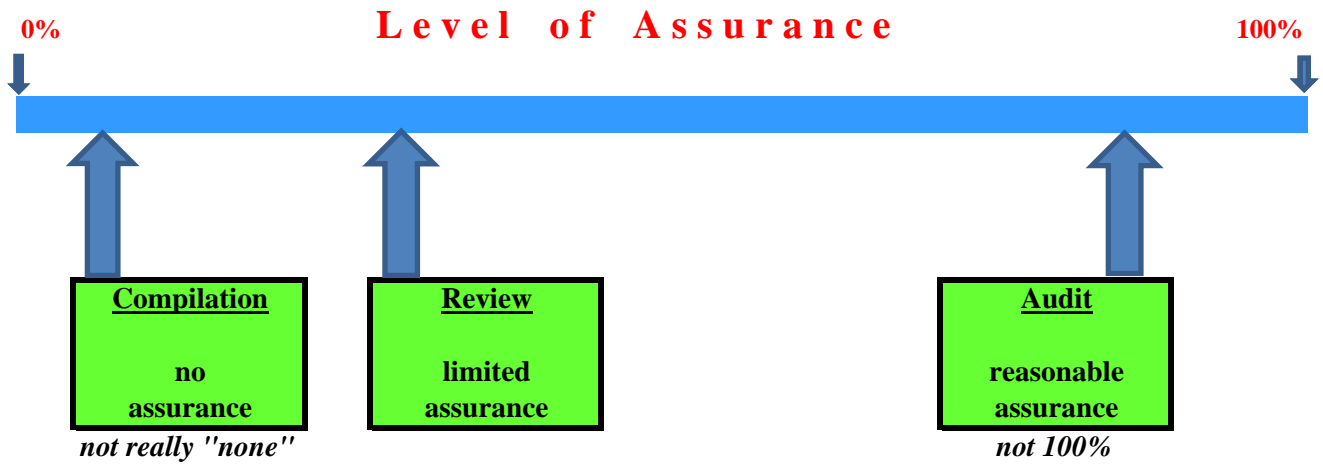 0% Level of Assurance 100%
Compilation
no
assurance
not really "none"
Review
limited
assurance
Audit
reasonable
assurance
not 100%